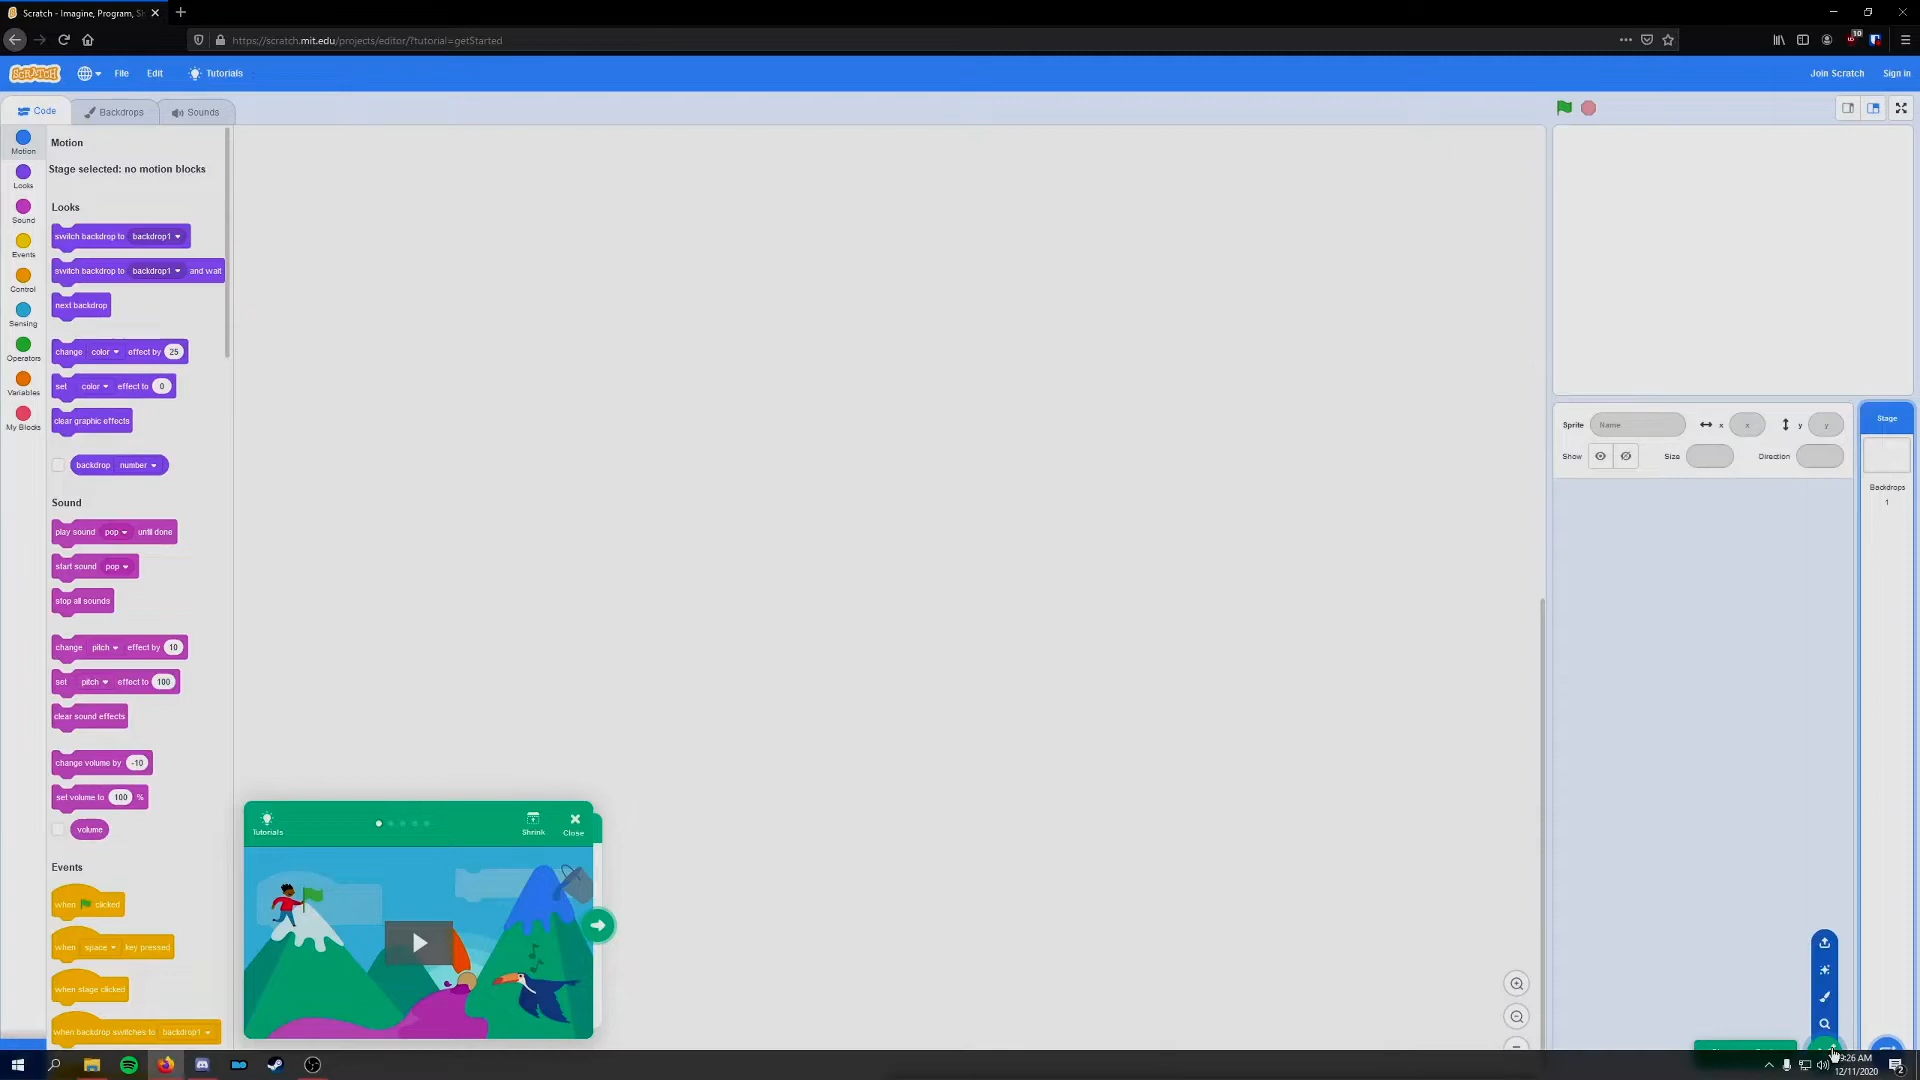 Scratch - Imagine, Program, S
https://scratch.mit.edu/projects/editor/?tutorial=getStarted
10
SCRATCH
File
Edit
Tutorials
Join Scratch
Sign in
Code
Backdrops
Sounds
Motion
Looks
Sound
Events
Control
Sensing
Operators
Variables
My Blocks
Motion
Stage selected: no motion blocks
Looks
switch backdrop to backdrop1
switch backdrop to backdrop1 and wait
next backdrop
change color effect by 25
set color effect to 0
clear graphic effects
backdrop number
Sound
play sound pop until done
start sound pop
stop all sounds
change pitch effect by 10
set pitch effect to 100
clear sound effects
change volume by -10
set volume to 100 %
volume
Events
when clicked
when space key pressed
when stage clicked
when backdrop switches to backdrop1
Tutorials
Shrink
Close
Sprite
Name
x
x
y
y
Show
Size
Direction
Stage
Backdrops
1
9:26 AM
12/11/2020
2